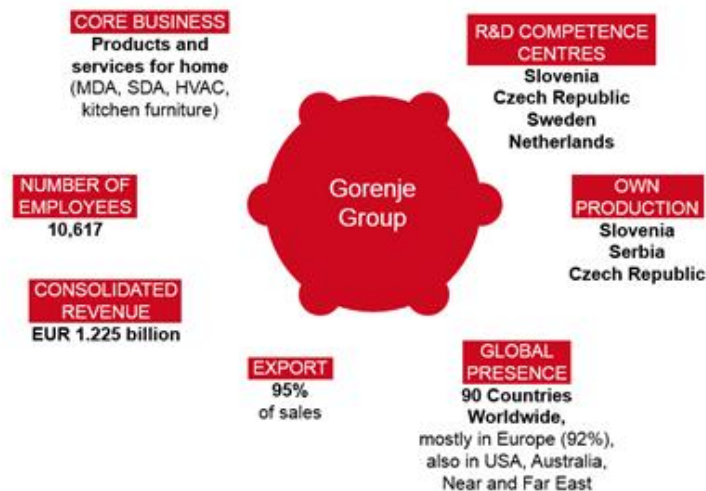 CORE BUSINESS
Products and
services for home
(MDA, SDA, HVAC,
kitchen furniture)
R&D COMPETENCE
CENTRES
Slovenia
Czech Republic
Sweden
Netherlands
Gorenje
Group
NUMBER OF
EMPLOYEES
10,617
OWN
PRODUCTION
Slovenia
Serbia
Czech Republic
CONSOLIDATED
REVENUE
EUR 1.225 billion
EXPORT
95%
of sales
GLOBAL
PRESENCE
90 Countries
Worldwide,
mostly in Europe (92%),
also in USA, Australia,
Near and Far East